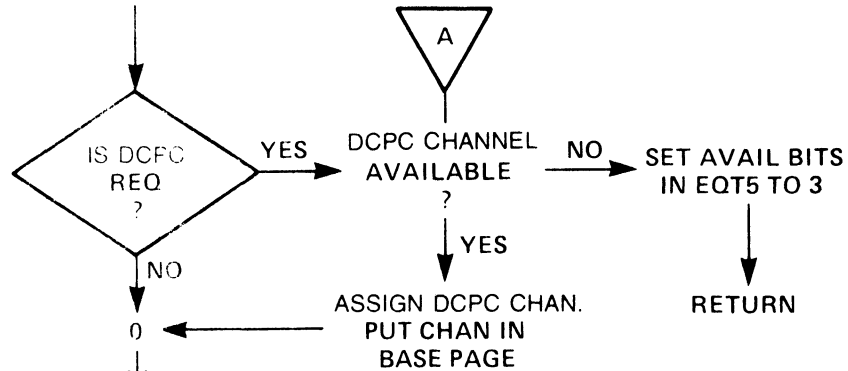 A
IS DCPC
REQ
?
YES
DCPC CHANNEL
AVAILABLE
?
NO
SET AVAIL BITS
IN EQT5 TO 3
YES
NO
RETURN
0
ASSIGN DCPC CHAN.
PUT CHAN IN
BASE PAGE